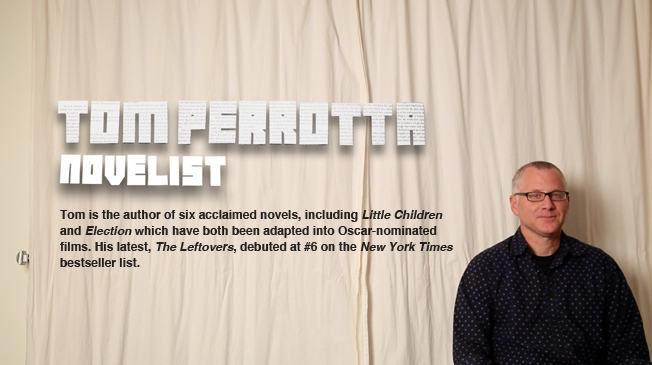 TOM PERROTTA
NOVELIST
Tom is the author of six acclaimed novels, including Little Children
and Election which have both been adapted into Oscar-nominated
films. His latest, The Leftovers, debuted at #6 on the New York Times
bestseller list.